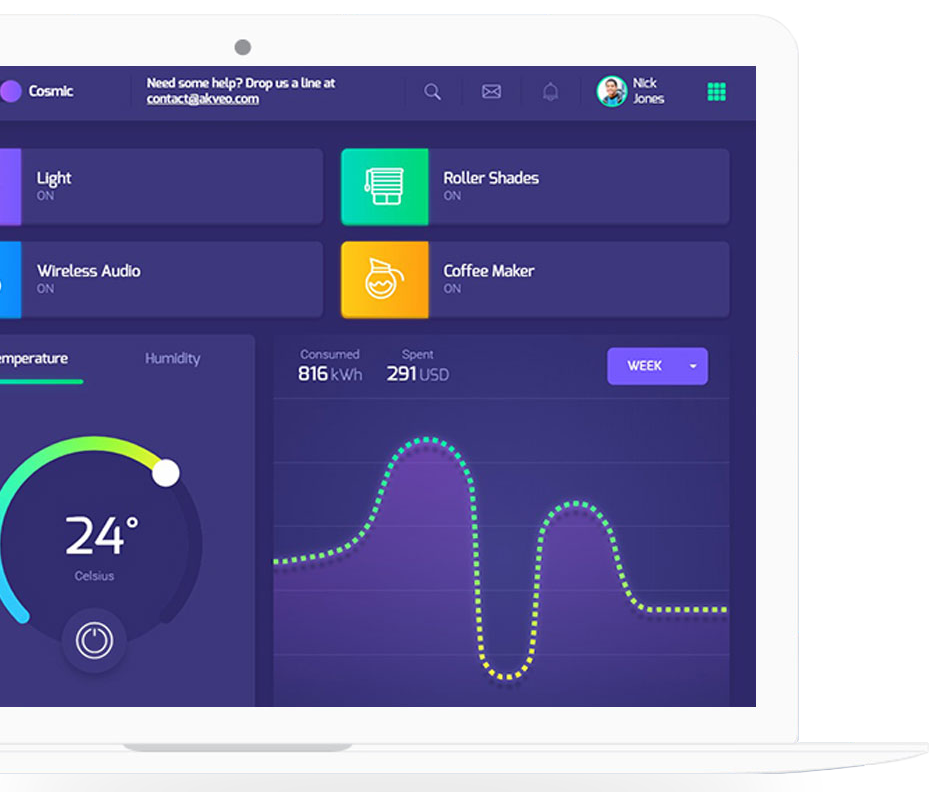 Cosmic
Need some help? Drop us a line at
contact@akveo.com
Nick
Jones
Light
ON
Roller Shades
ON
Wireless Audio
ON
Coffee Maker
ON
emperature
Humidity
Consumed
816 kWh
Spent
291 USD
WEEK
24°
Celsius